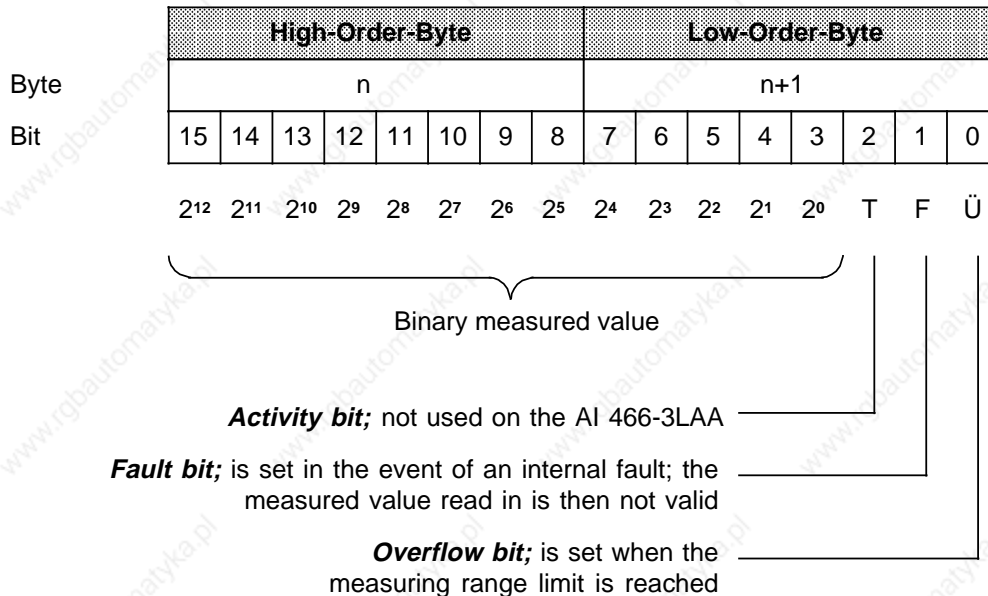 High-Order-Byte Low-Order-Byte
Byte n n+1
Bit 15 14 13 12 11 10 9 8 7 6 5 4 3 2 1 0
2¹² 2¹¹ 2¹⁰ 2⁹ 2⁸ 2⁷ 2⁶ 2⁵ 2⁴ 2³ 2² 2¹ 2⁰ T F Ü
Binary measured value
Activity bit; not used on the AI 466-3LAA
Fault bit; is set in the event of an internal fault; the
measured value read in is then not valid
Overflow bit; is set when the
measuring range limit is reached
www.rgbautomatyka.pl